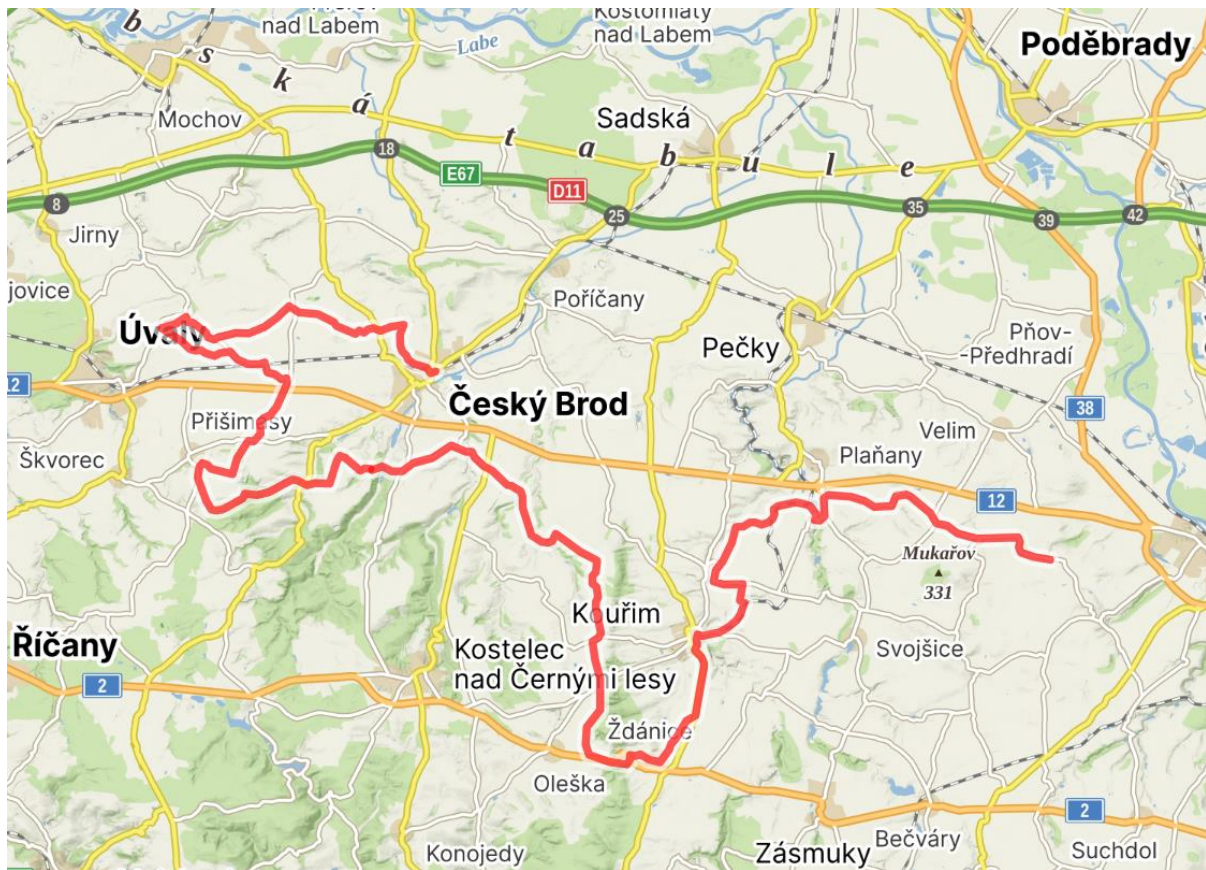 nad Labem
Kostomlaty
nad Labem
Labe
Poděbrady
b s k á t a b u l e
Mochov
Sadská
18
E67
D11
8
25
35
39
42
Jirny
jovice
Poříčany
Úvaly
Pečky
Pňov-
-Předhradí
12
Český Brod
38
Přišimasy
Velim
Škvorec
Plaňany
12
Mukařov
331
Kouřim
Říčany
Kostelec
nad Černými lesy
Svojšice
2
Ždánice
Oleška
2
Bečváry
Konojedy
Zásmuky
Suchdol